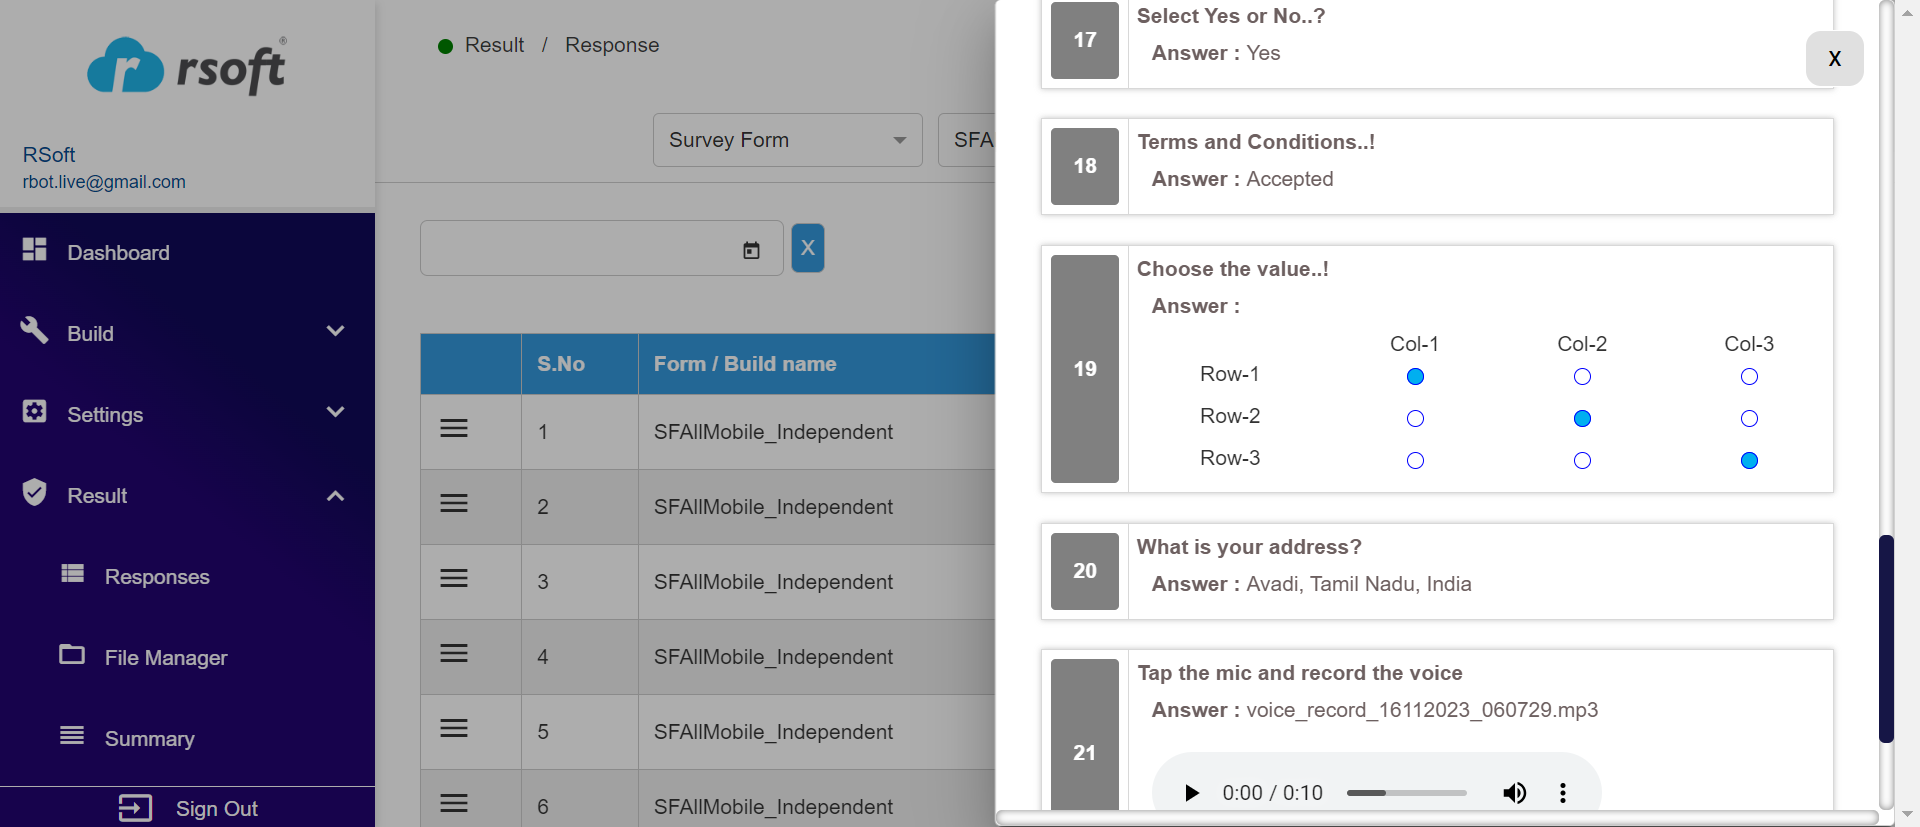 rsoft®
RSoft
rbot.live@gmail.com
Dashboard
Build
Settings
Result
Responses
File Manager
Summary
Sign Out
Result / Response
Survey Form
SFA
X
S.No Form / Build name
1 SFAllMobile_Independent
2 SFAllMobile_Independent
3 SFAllMobile_Independent
4 SFAllMobile_Independent
5 SFAllMobile_Independent
6 SFAllMobile_Independent
X
17 Select Yes or No..?
Answer : Yes
18 Terms and Conditions..!
Answer : Accepted
19 Choose the value..!
Answer :
Col-1 Col-2 Col-3
Row-1
Row-2
Row-3
20 What is your address?
Answer : Avadi, Tamil Nadu, India
21 Tap the mic and record the voice
Answer : voice_record_16112023_060729.mp3
0:00 / 0:10